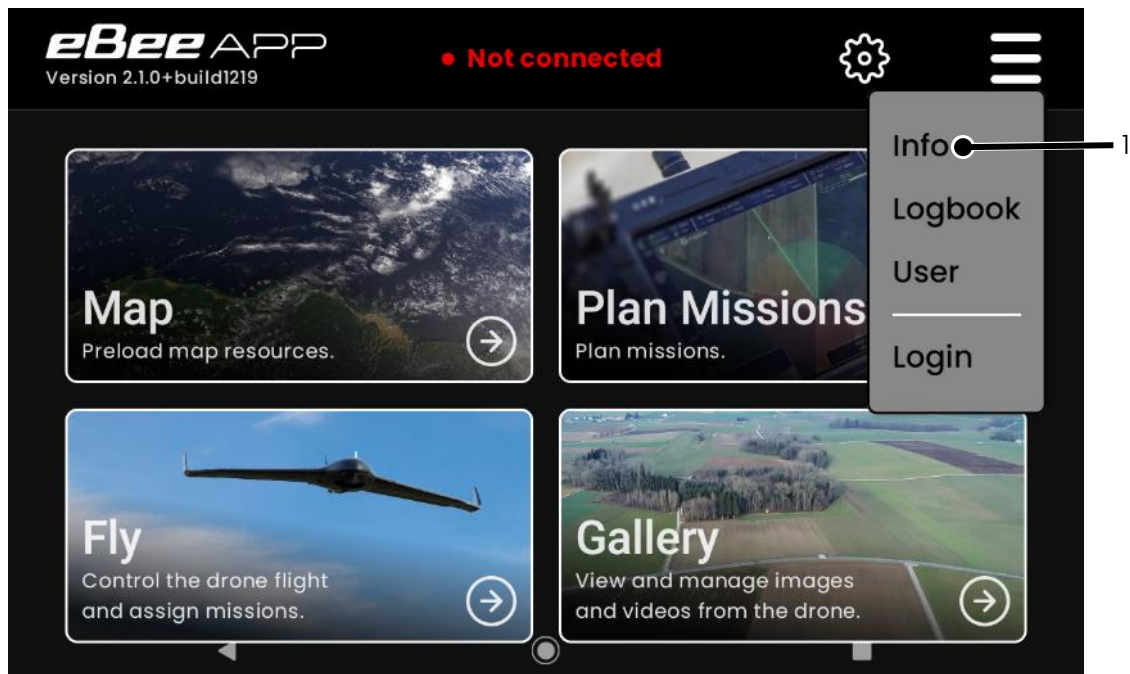 eBee APP
Version 2.1.0+build1219
Not connected
Info
1
Logbook
User
Login
Map
Preload map resources.
Plan Missions
Plan missions.
Fly
Control the drone flight
and assign missions.
Gallery
View and manage images
and videos from the drone.